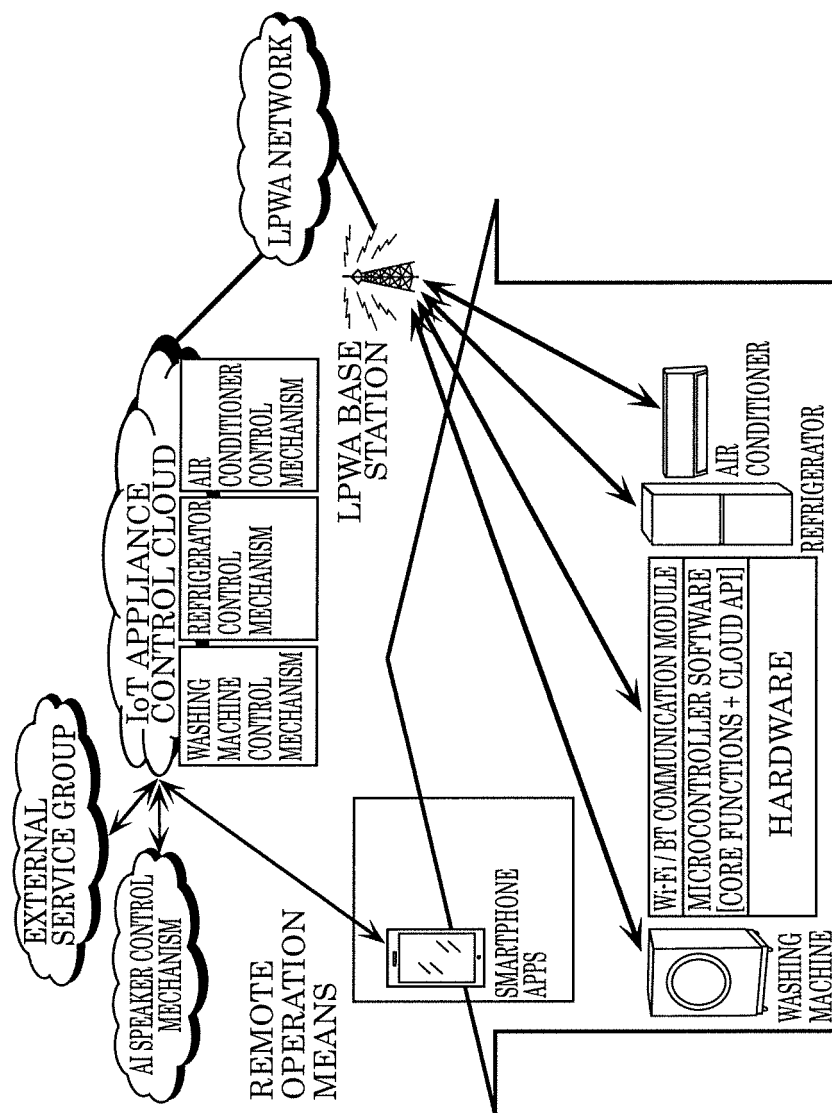 EXTERNAL
SERVICE GROUP
AI SPEAKER CONTROL
MECHANISM
IoT APPLIANCE
CONTROL CLOUD
WASHING
MACHINE
CONTROL
MECHANISM
REFRIGERATOR
CONTROL
MECHANISM
AIR
CONDITIONER
CONTROL
MECHANISM
LPWA NETWORK
REMOTE
OPERATION
MEANS
LPWA BASE
STATION
SMARTPHONE
APPS
Wi-Fi / BT COMMUNICATION MODULE
MICROCONTROLLER SOFTWARE
[CORE FUNCTIONS + CLOUD API]
HARDWARE
WASHING
MACHINE
REFRIGERATOR
AIR
CONDITIONER